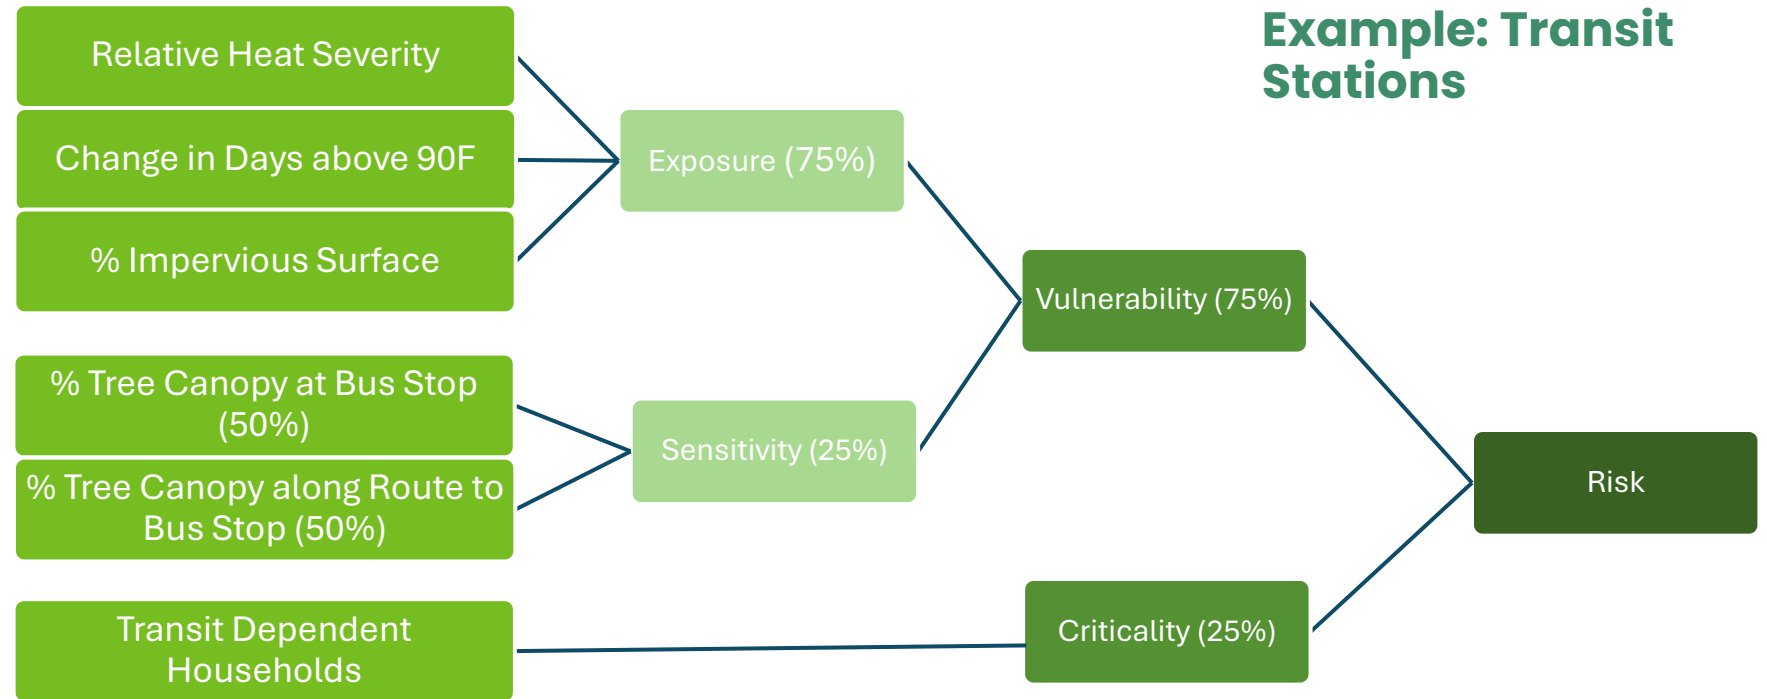 Example: Transit
Stations
Relative Heat Severity
Change in Days above 90F
% Impervious Surface
Exposure (75%)
% Tree Canopy at Bus Stop
(50%)
% Tree Canopy along Route to
Bus Stop (50%)
Sensitivity (25%)
Vulnerability (75%)
Transit Dependent
Households
Criticality (25%)
Risk